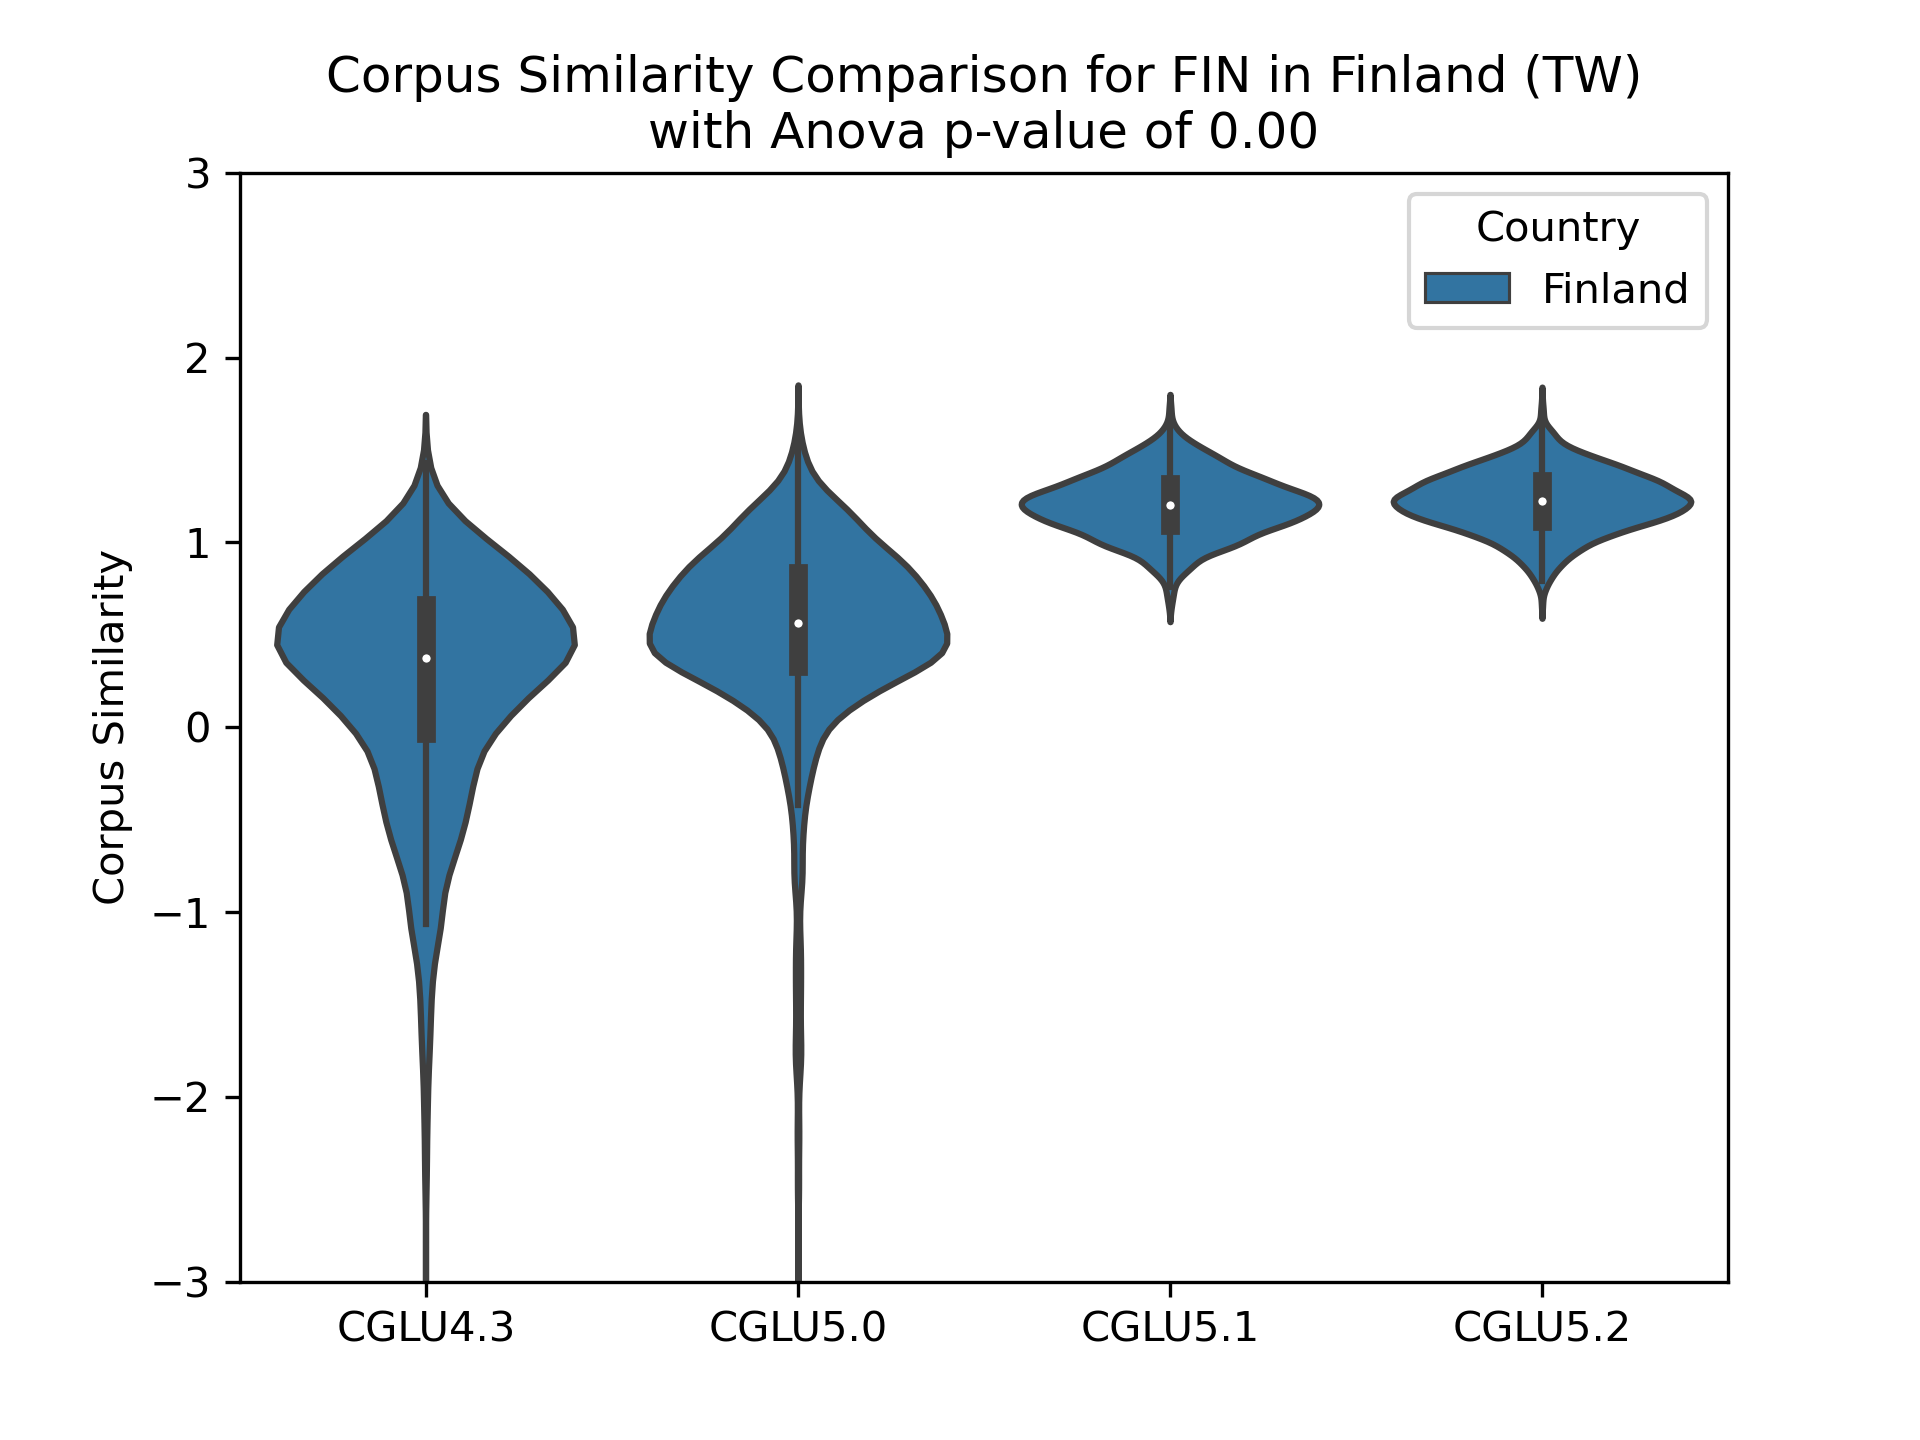 Corpus Similarity Comparison for FIN in Finland (TW)
with Anova p-value of 0.00
3
2
1
0
−1
−2
−3
Corpus Similarity
Country
Finland
CGLU4.3
CGLU5.0
CGLU5.1
CGLU5.2